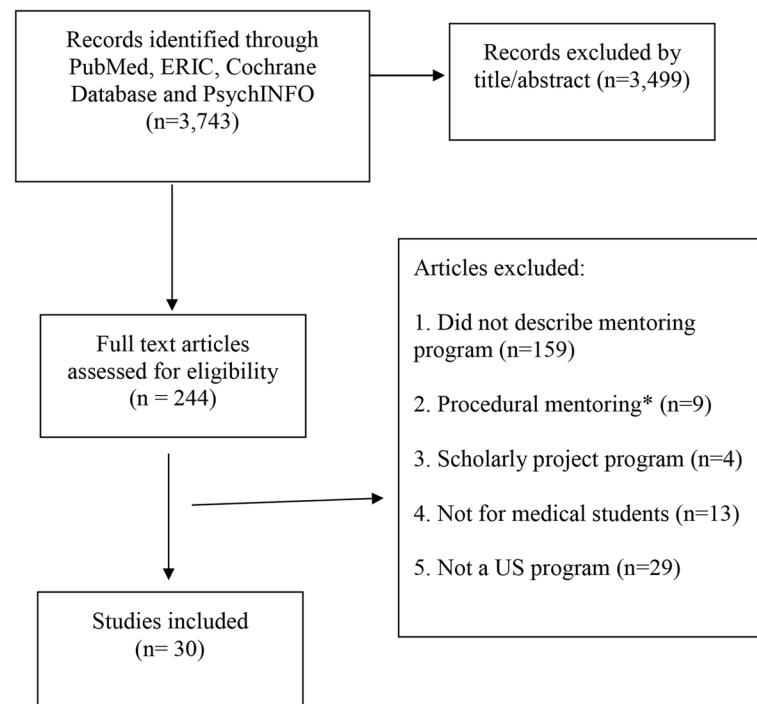 Records identified through
PubMed, ERIC, Cochrane
Database and PsychINFO
(n=3,743)
Records excluded by
title/abstract (n=3,499)
Full text articles
assessed for eligibility
(n = 244)
Articles excluded:
1. Did not describe mentoring
program (n=159)
2. Procedural mentoring* (n=9)
3. Scholarly project program (n=4)
4. Not for medical students (n=13)
5. Not a US program (n=29)
Studies included
(n= 30)